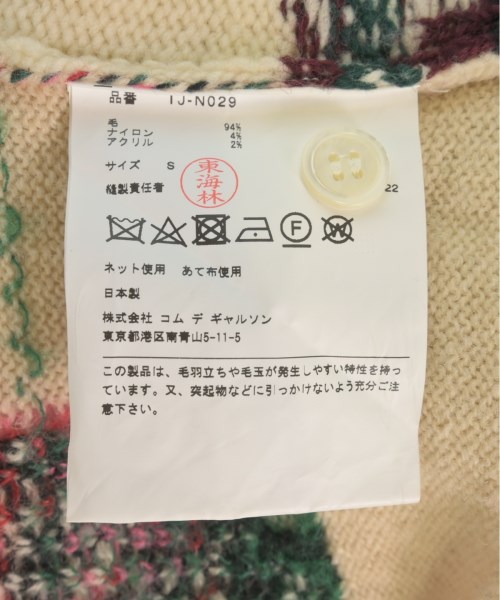 品番 IJ-N029
毛 94%
ナイロン 4%
アクリル 2%
サイズ S
縫製責任者 東海林 22
F W
ネット使用 あて布使用
日本製
株式会社 コム デ ギャルソン
東京都港区南青山5-11-5
この製品は、毛羽立ちや毛玉が発生しやすい特性を持っ
ています。又、突起物などに引っかけないよう充分ご注
意下さい。